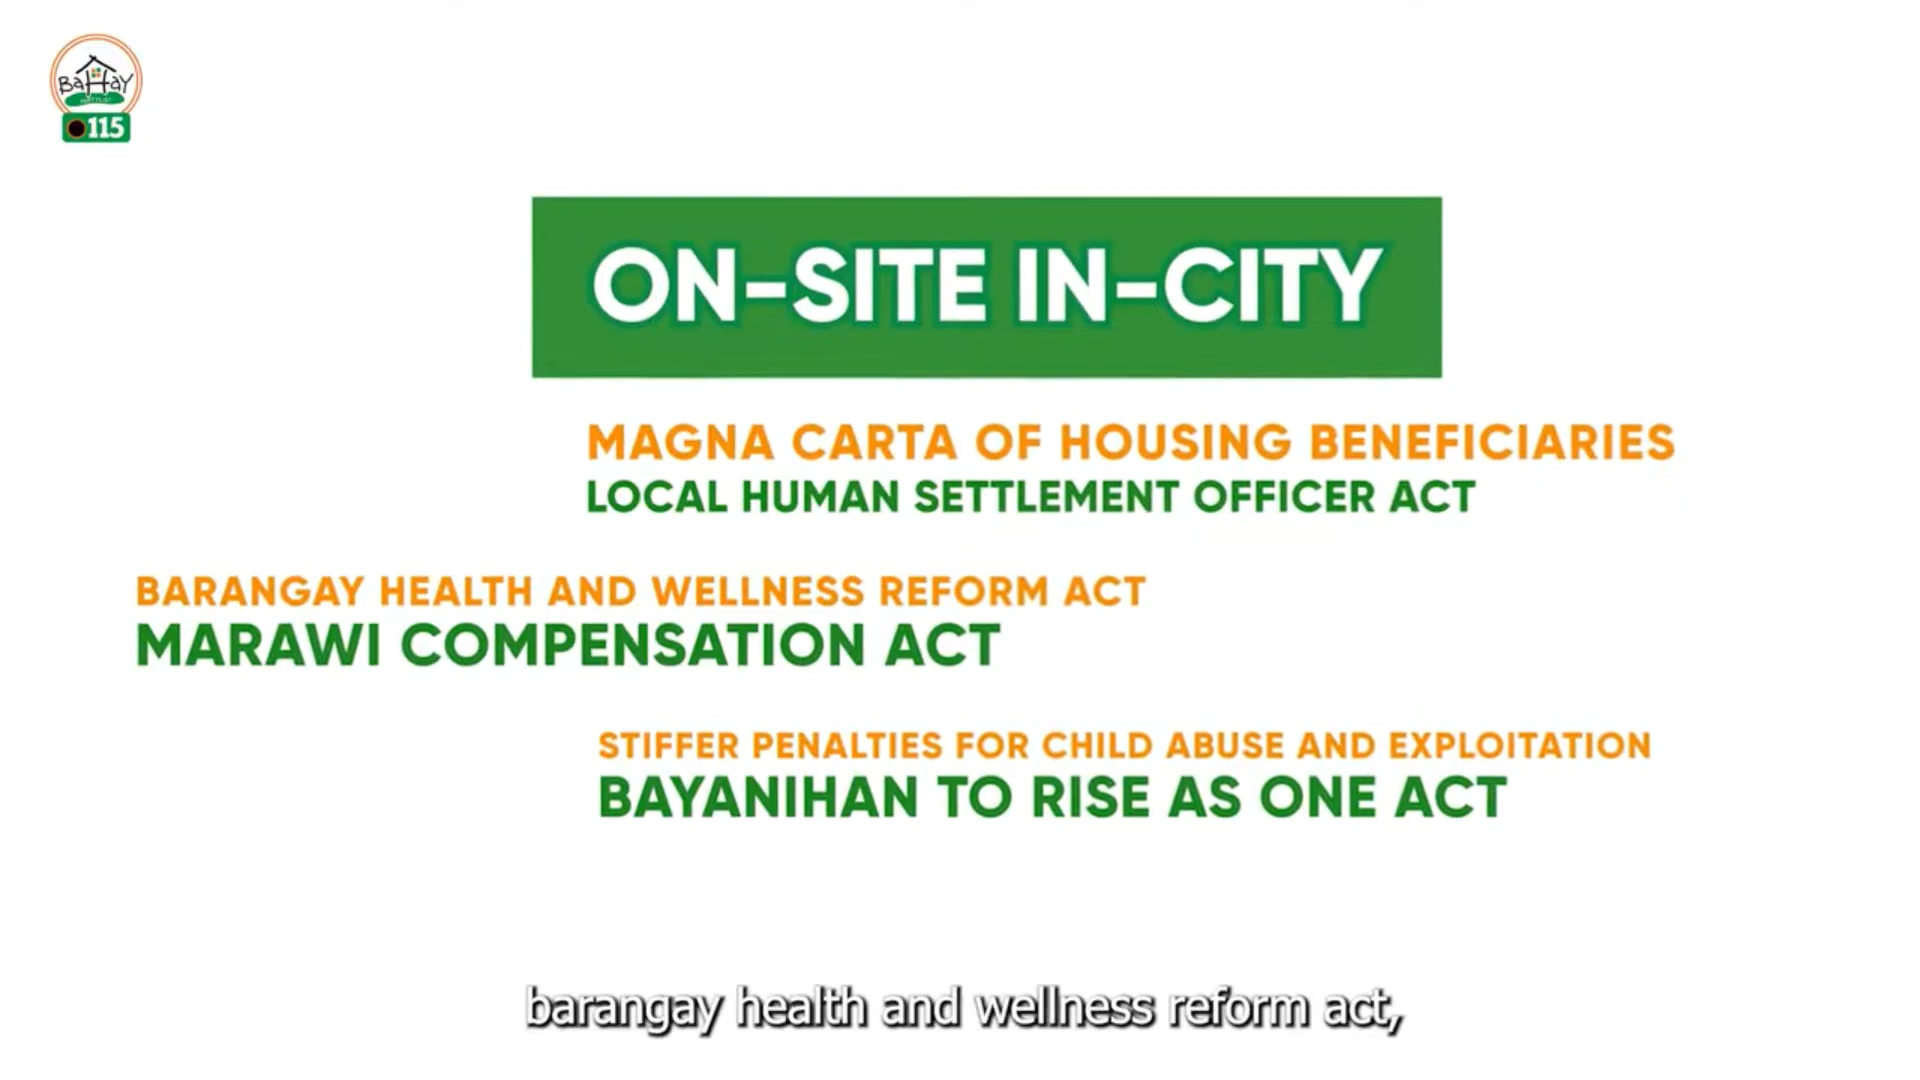 BaHay
115
ON-SITE IN-CITY
MAGNA CARTA OF HOUSING BENEFICIARIES
LOCAL HUMAN SETTLEMENT OFFICER ACT
BARANGAY HEALTH AND WELLNESS REFORM ACT
MARAWI COMPENSATION ACT
STIFFER PENALTIES FOR CHILD ABUSE AND EXPLOITATION
BAYANIHAN TO RISE AS ONE ACT
barangay health and wellness reform act,